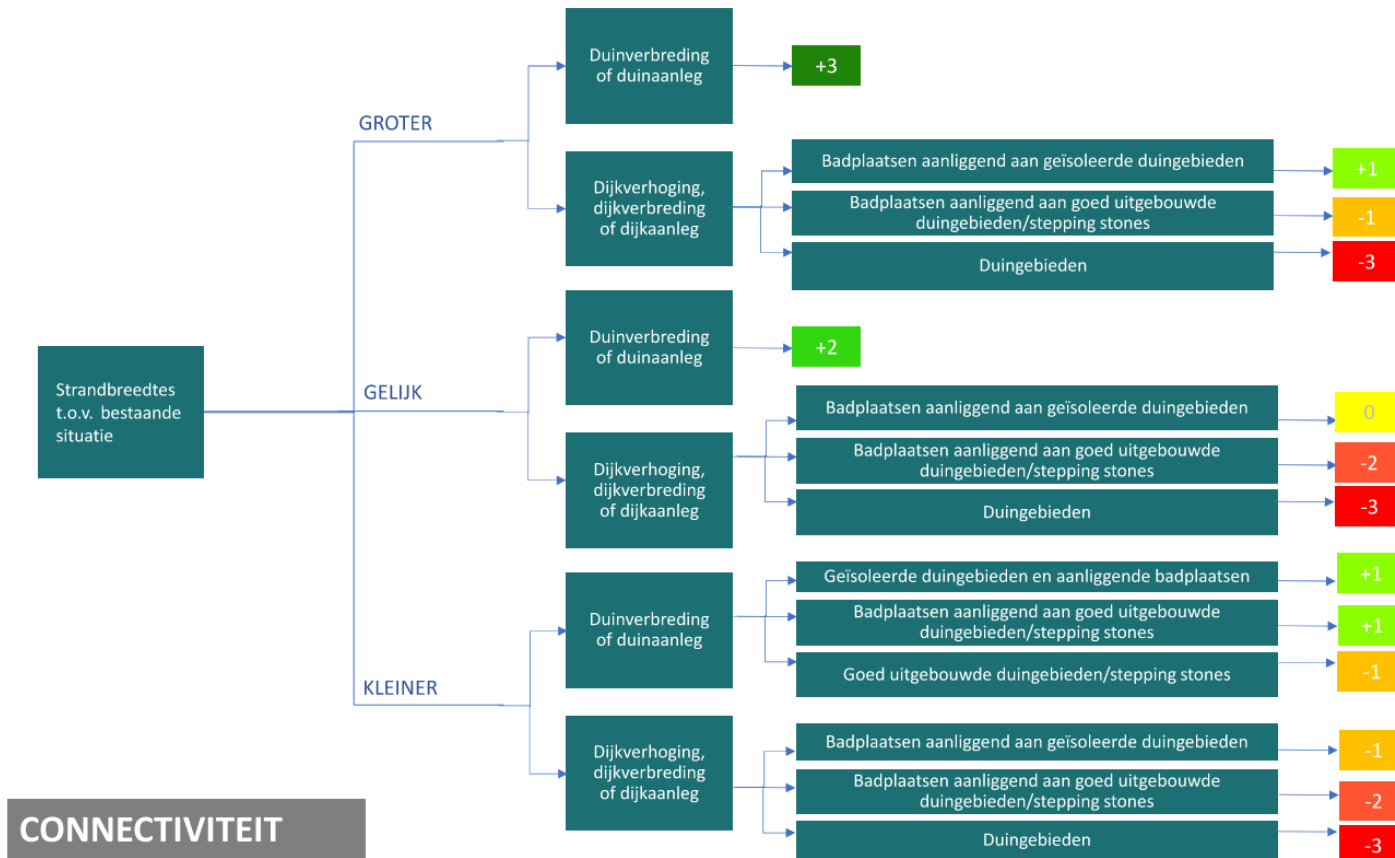 Strandbreedtes
t.o.v. bestaande
situatie
GROTER
Duinverbreding
of duinaanleg
+3
Dijkverhoging,
dijkverbreding
of dijkaanleg
Badplaatsen aanliggend aan geïsoleerde duingebieden
+1
Badplaatsen aanliggend aan goed uitgebouwde
duingebieden/stepping stones
-1
Duingebieden
-3
GELIJK
Duinverbreding
of duinaanleg
+2
Dijkverhoging,
dijkverbreding
of dijkaanleg
Badplaatsen aanliggend aan geïsoleerde duingebieden
0
Badplaatsen aanliggend aan goed uitgebouwde
duingebieden/stepping stones
-2
Duingebieden
-3
KLEINER
Duinverbreding
of duinaanleg
Geïsoleerde duingebieden en aanliggende badplaatsen
+1
Badplaatsen aanliggend aan goed uitgebouwde
duingebieden/stepping stones
+1
Goed uitgebouwde duingebieden/stepping stones
-1
Dijkverhoging,
dijkverbreding
of dijkaanleg
Badplaatsen aanliggend aan geïsoleerde duingebieden
-1
Badplaatsen aanliggend aan goed uitgebouwde
duingebieden/stepping stones
-2
Duingebieden
-3
CONNECTIVITEIT